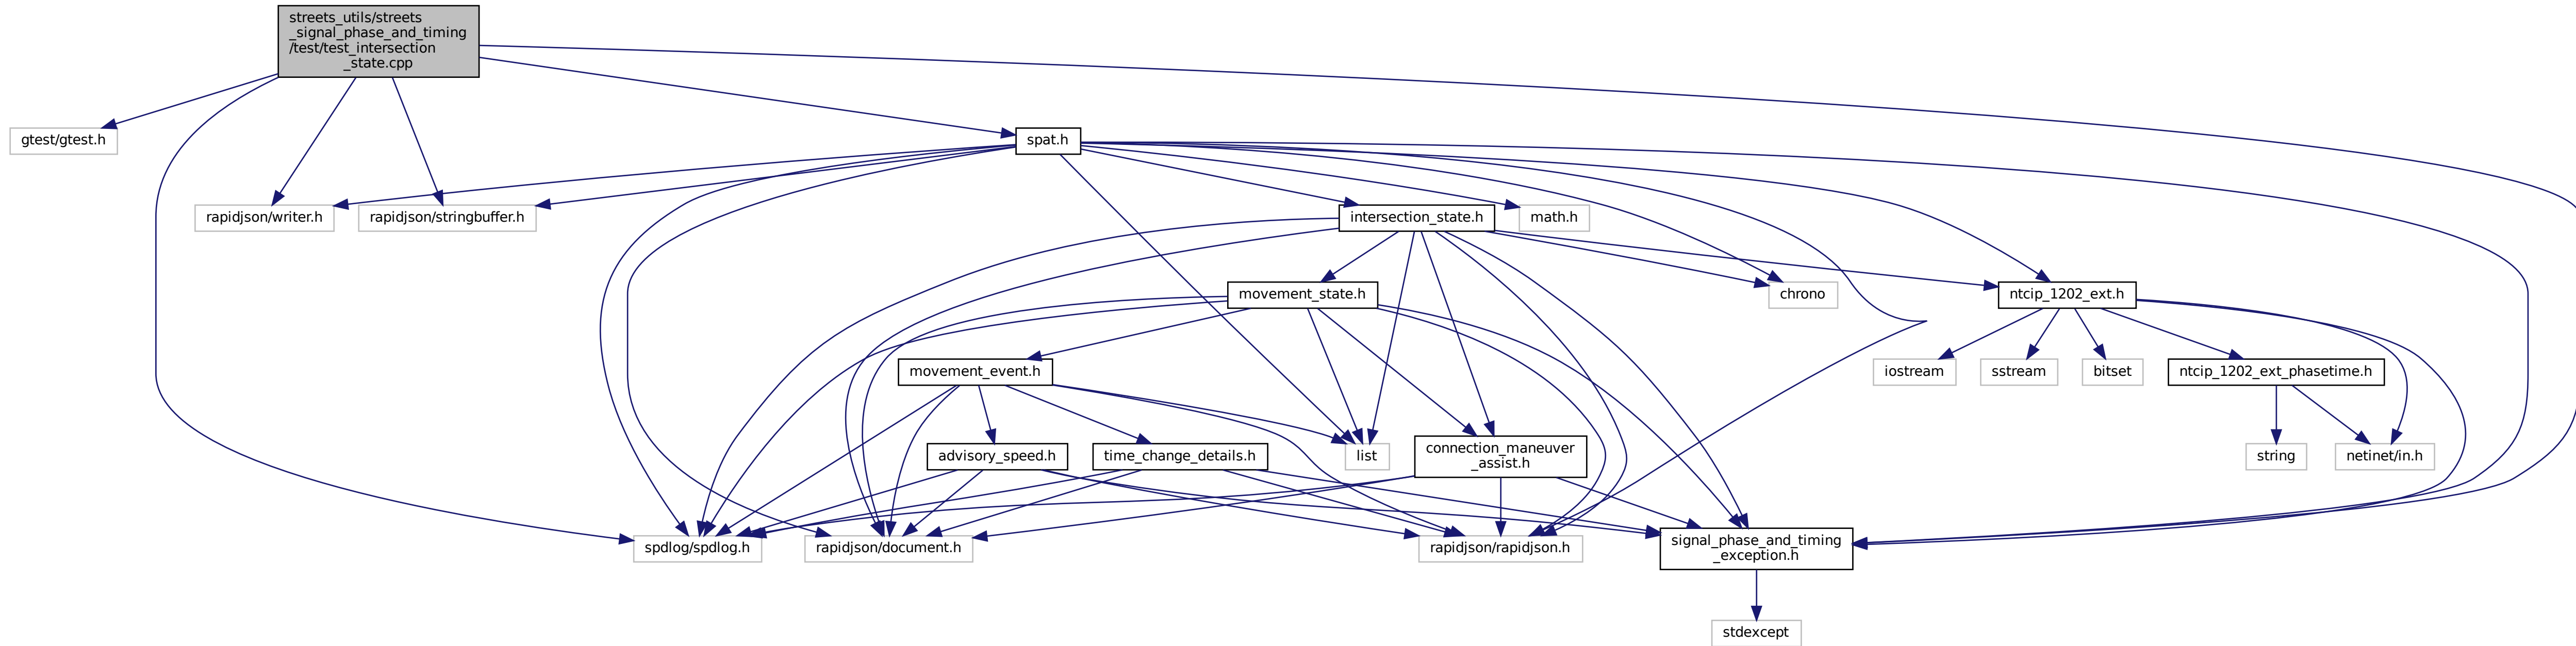 streets_utils/streets
_signal_phase_and_timing
/test/test_intersection
_state.cpp
gtest/gtest.h
spat.h
rapidjson/writer.h
rapidjson/stringbuffer.h
intersection_state.h
math.h
movement_state.h
chrono
ntcip_1202_ext.h
movement_event.h
iostream
sstream
bitset
ntcip_1202_ext_phasetime.h
advisory_speed.h
time_change_details.h
list
connection_maneuver
_assist.h
string
netinet/in.h
spdlog/spdlog.h
rapidjson/document.h
rapidjson/rapidjson.h
signal_phase_and_timing
_exception.h
stdexcept